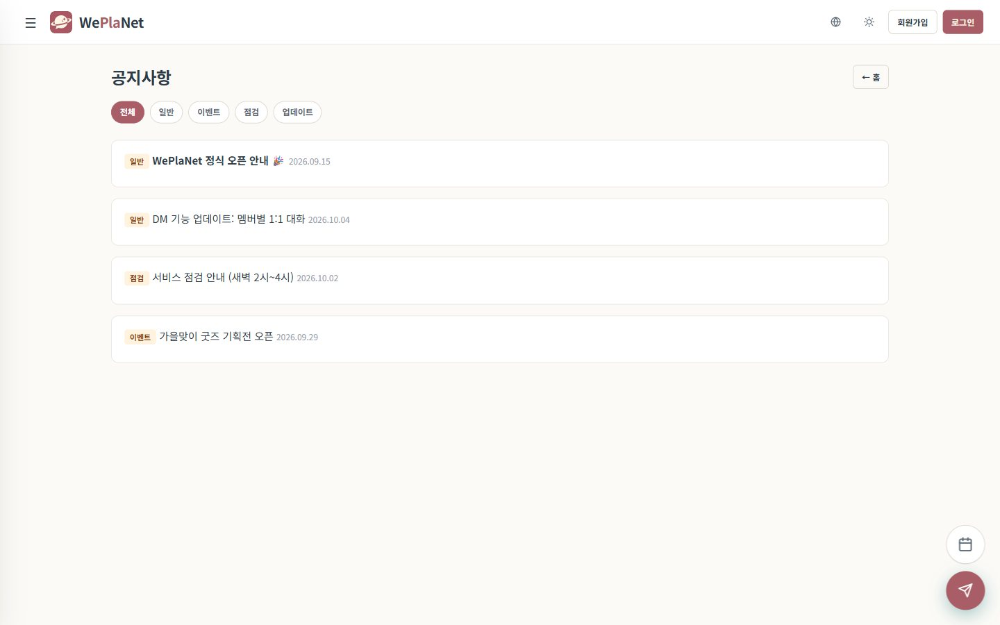 ☰ WePlaNet 회원가입 로그인
공지사항 ← 홈
전체 일반 이벤트 점검 업데이트
일반 WePlaNet 정식 오픈 안내 🎉 2026.09.15
일반 DM 기능 업데이트: 멤버별 1:1 대화 2026.10.04
점검 서비스 점검 안내 (새벽 2시~4시) 2026.10.02
이벤트 가을맞이 굿즈 기획전 오픈 2026.09.29